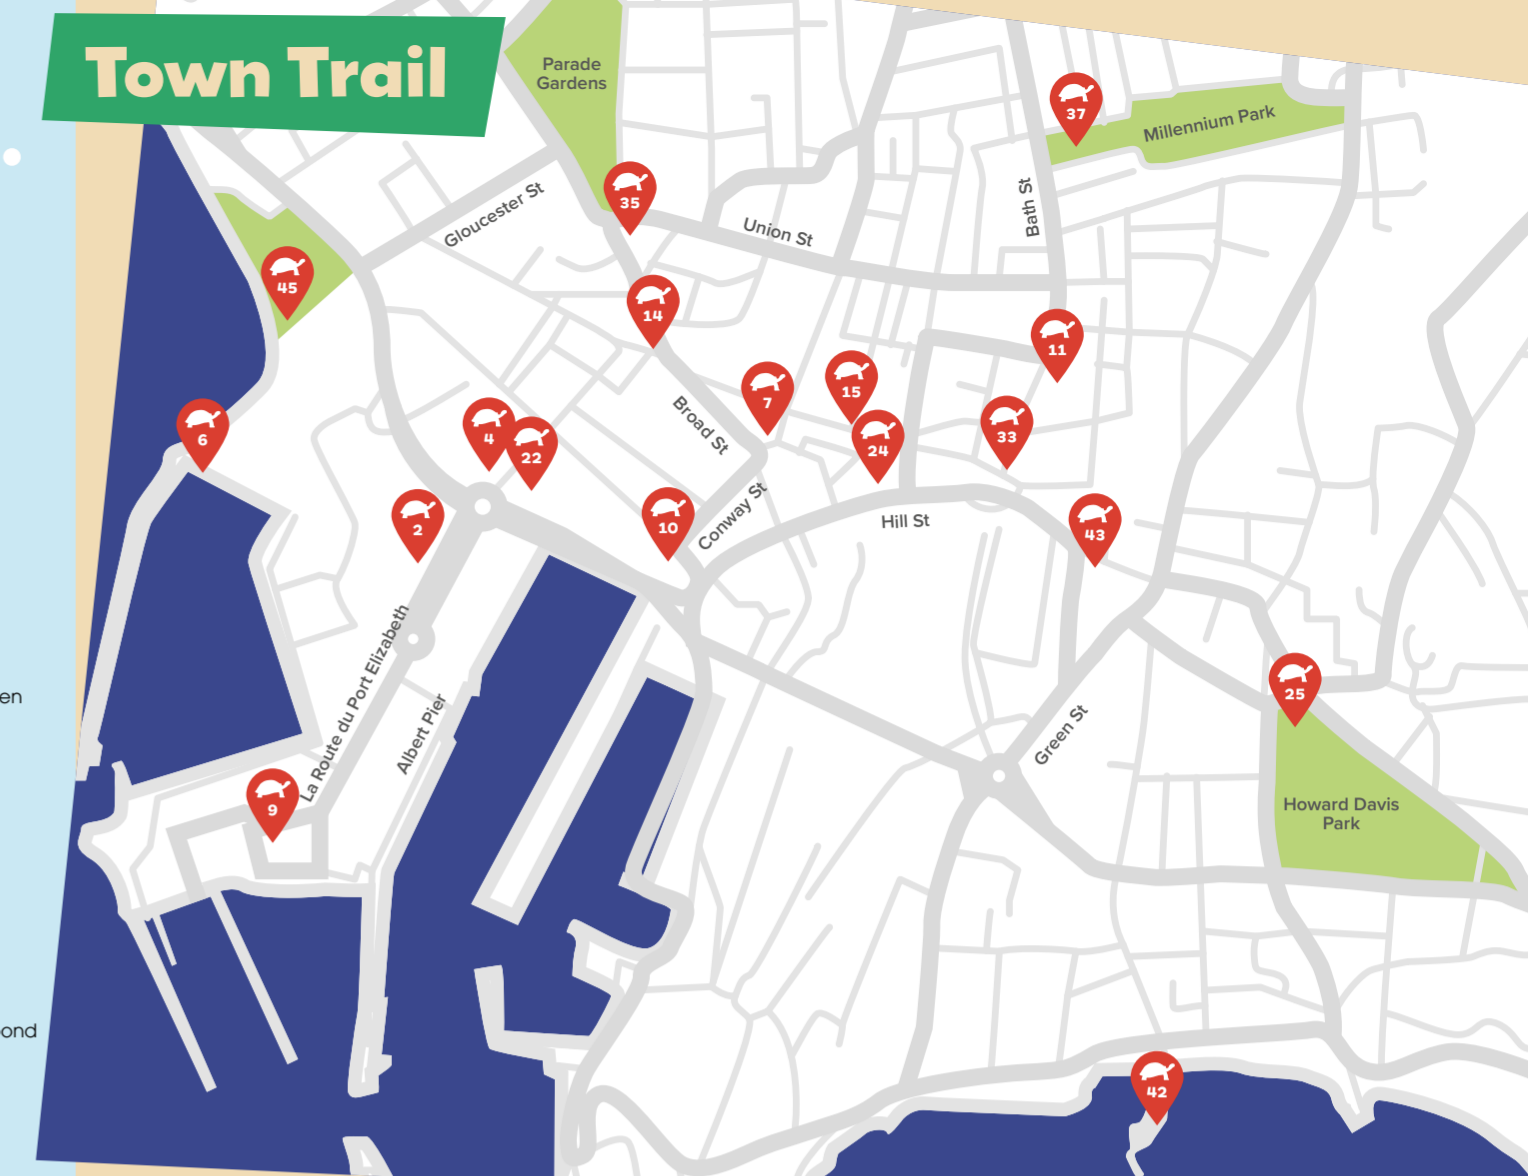 Town Trail
Parade
Gardens
37
Millennium Park
35
Gloucester St
Bath St
Union St
45
14
11
15
7
Broad St
6
4
22
24
33
2
10
Conway St
Hill St
43
La Route du Port Elizabeth
25
en
Albert Pier
Green St
9
Howard Davis
Park
ond
42